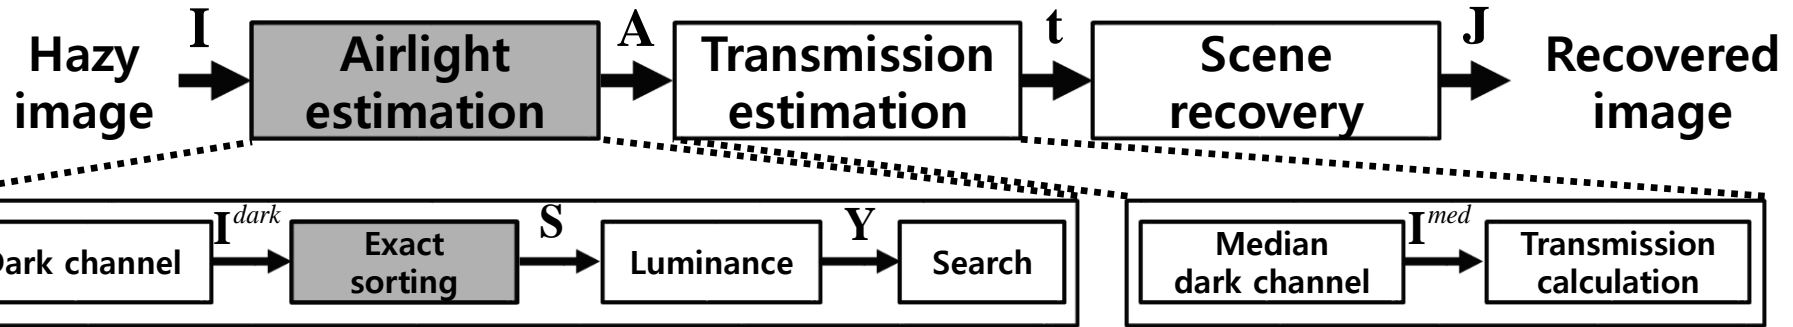 Hazy
image
I
Airlight
estimation
A
Transmission
estimation
t
Scene
recovery
J
Recovered
image
Dark channel
I^dark
Exact
sorting
S
Luminance
Y
Search
Median
dark channel
I^med
Transmission
calculation